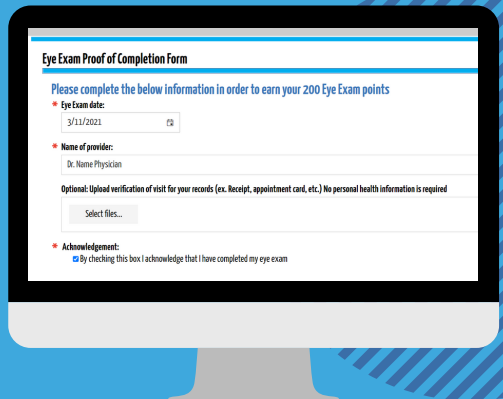 Eye Exam Proof of Completion Form
Please complete the below information in order to earn your 200 Eye Exam points
* Eye Exam date:
3/11/2021
* Name of provider:
Dr. Name Physician
Optional: Upload verification of visit for your records (ex. Receipt, appointment card, etc.) No personal health information is required
Select files...
* Acknowledgement:
By checking this box I acknowledge that I have completed my eye exam